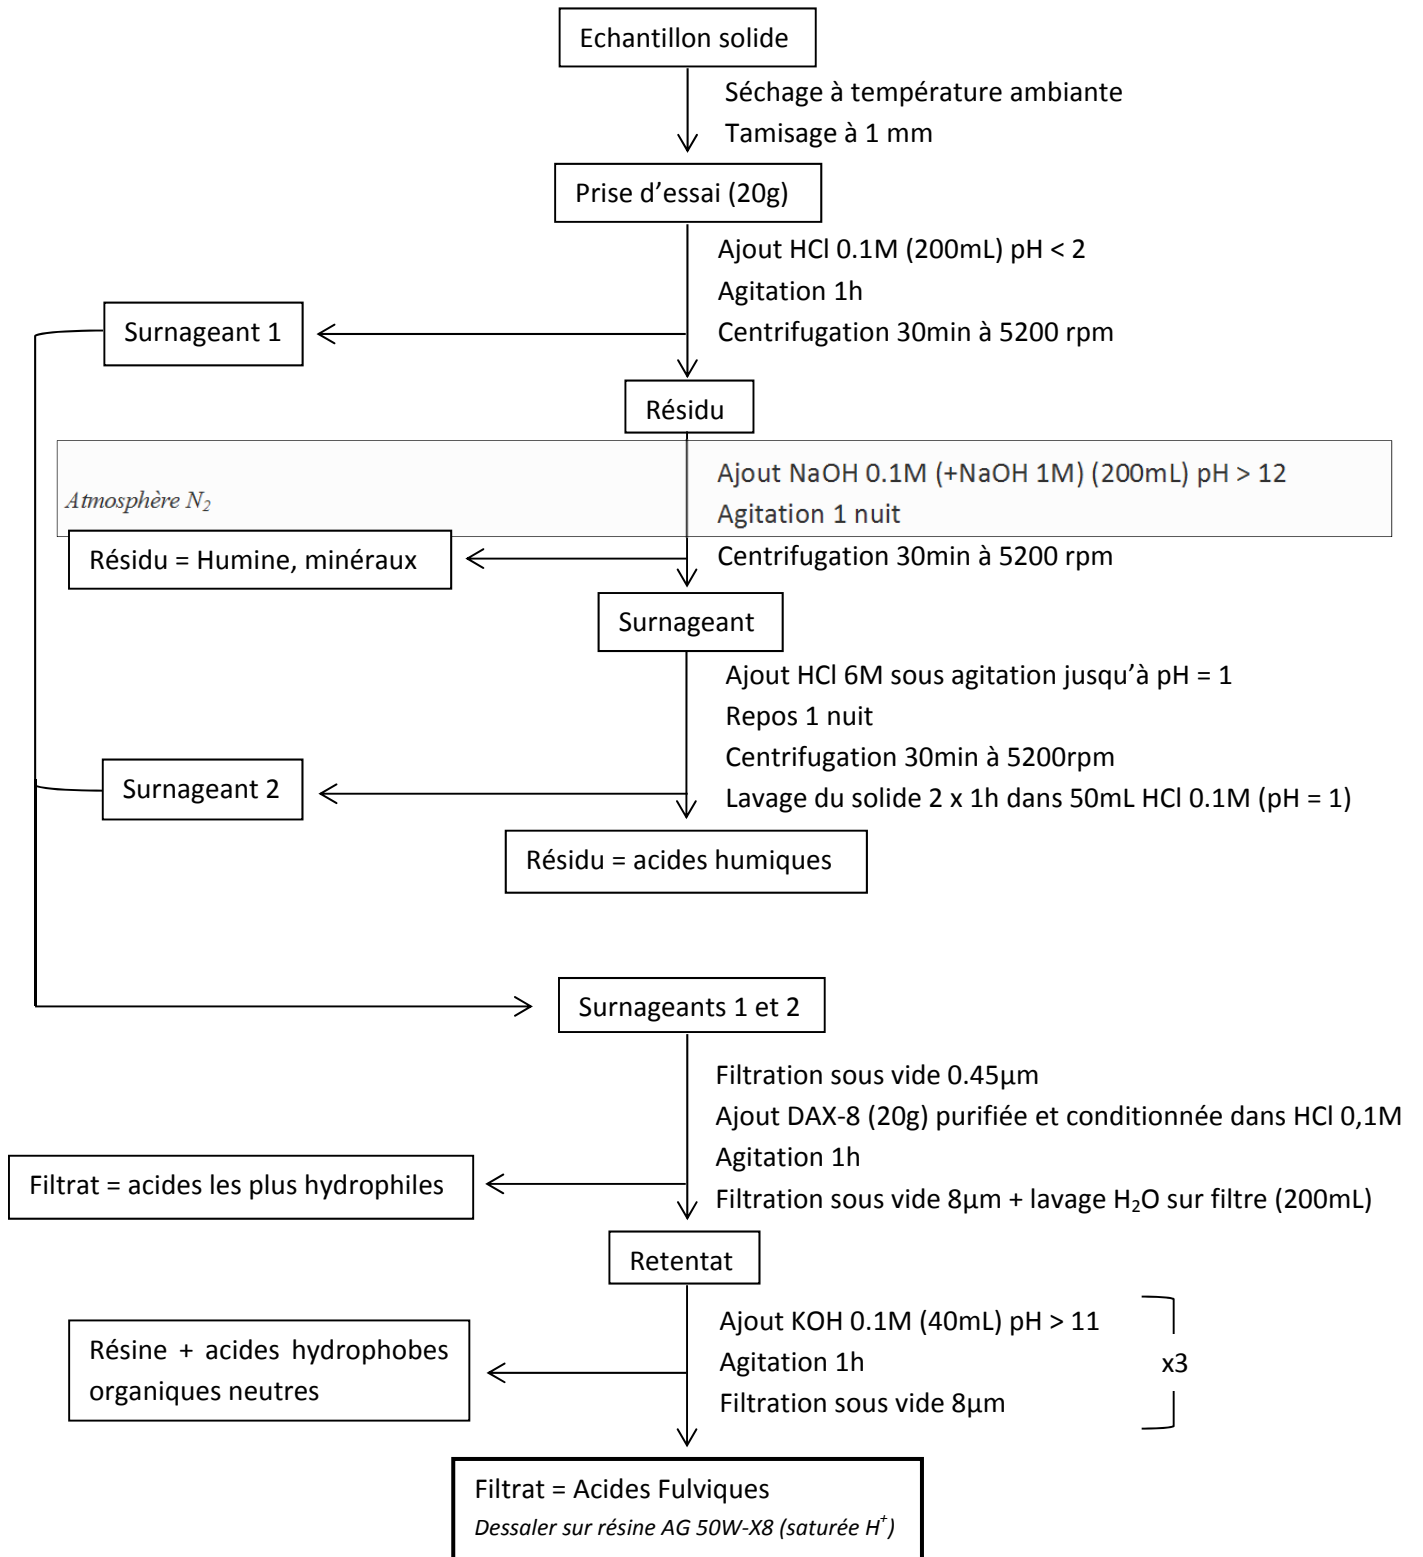 Echantillon solide
Séchage à température ambiante
Tamisage à 1 mm
Prise d’essai (20g)
Ajout HCl 0.1M (200mL) pH < 2
Agitation 1h
Centrifugation 30min à 5200 rpm
Surnageant 1
Résidu
Ajout NaOH 0.1M (+NaOH 1M) (200mL) pH > 12
Atmosphère N₂
Agitation 1 nuit
Centrifugation 30min à 5200 rpm
Résidu = Humine, minéraux
Surnageant
Ajout HCl 6M sous agitation jusqu’à pH = 1
Repos 1 nuit
Centrifugation 30min à 5200rpm
Surnageant 2
Lavage du solide 2 x 1h dans 50mL HCl 0.1M (pH = 1)
Résidu = acides humiques
Surnageants 1 et 2
Filtration sous vide 0.45µm
Ajout DAX-8 (20g) purifiée et conditionnée dans HCl 0,1M
Agitation 1h
Filtrat = acides les plus hydrophiles
Filtration sous vide 8µm + lavage H₂O sur filtre (200mL)
Retentat
Ajout KOH 0.1M (40mL) pH > 11
Agitation 1h
Filtration sous vide 8µm
x3
Résine + acides hydrophobes
organiques neutres
Filtrat = Acides Fulviques
Dessaler sur résine AG 50W-X8 (saturée H⁺)